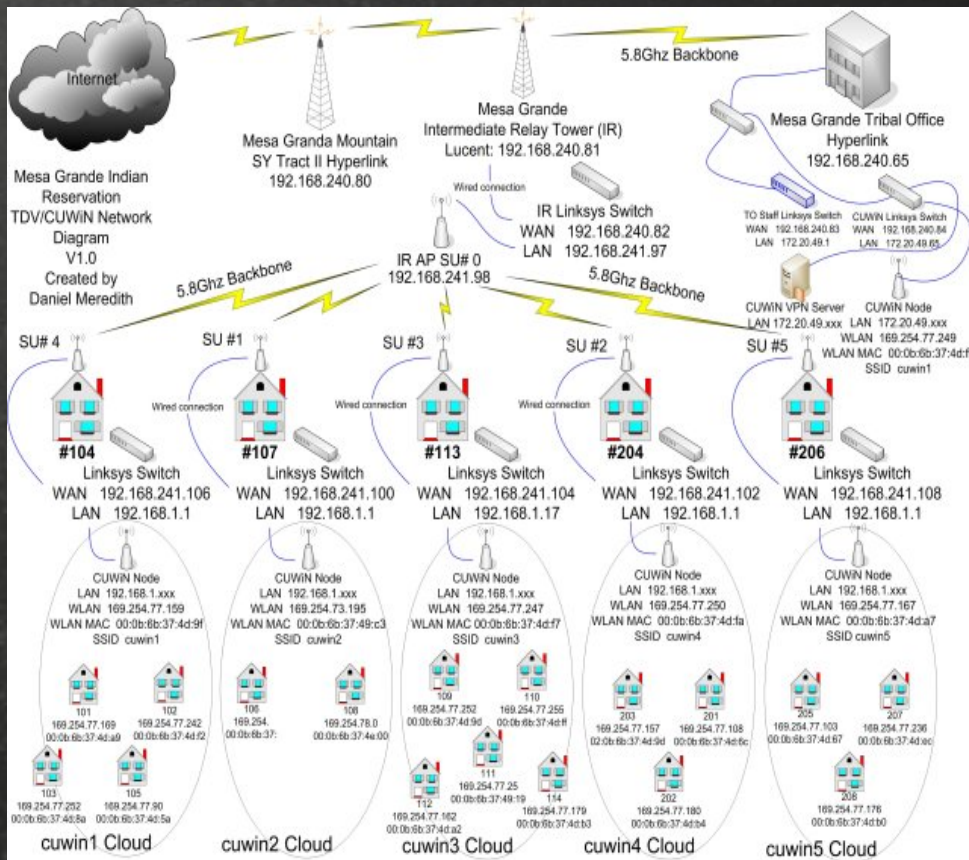 Internet
5.8Ghz Backbone
Mesa Granda Mountain
SY Tract II Hyperlink
192.168.240.80
Mesa Grande
Intermediate Relay Tower (IR)
Lucent: 192.168.240.81
Mesa Grande Tribal Office
Hyperlink
192.168.240.65
Mesa Grande Indian
Reservation
TDV/CUWiN Network
Diagram
V1.0
Created by
Daniel Meredith
Wired connection
IR Linksys Switch
WAN 192.168.240.82
LAN 192.168.241.97
TO Staff Linksys Switch
WAN 192.168.240.83
LAN 172.20.49.1
CUWiN Linksys Switch
WAN 192.168.240.84
LAN 172.20.49.65
IR AP SU# 0
192.168.241.98
5.8Ghz Backbone
5.8Ghz Backbone
CUWiN VPN Server
LAN 172.20.49.xxx
CUWiN Node
LAN 172.20.49.xxx
WLAN 169.254.77.249
WLAN MAC 00:0b:6b:37:4d:f
SSID cuwin1
SU# 4
SU #1
SU #3
SU #2
SU #5
Wired connection
Wired connection
Wired connection
#104
Linksys Switch
WAN 192.168.241.106
LAN 192.168.1.1
#107
Linksys Switch
WAN 192.168.241.100
LAN 192.168.1.1
#113
Linksys Switch
WAN 192.168.241.104
LAN 192.168.1.17
#204
Linksys Switch
WAN 192.168.241.102
LAN 192.168.1.1
#206
Linksys Switch
WAN 192.168.241.108
LAN 192.168.1.1
CUWiN Node
LAN 192.168.1.xxx
WLAN 169.254.77.159
WLAN MAC 00:0b:6b:37:4d:9f
SSID cuwin1
CUWiN Node
LAN 192.168.1.xxx
WLAN 169.254.73.195
WLAN MAC 00:0b:6b:37:49:c3
SSID cuwin2
CUWiN Node
LAN 192.168.1.xxx
WLAN 169.254.77.247
WLAN MAC 00:0b:6b:37:4d:f7
SSID cuwin3
CUWiN Node
LAN 192.168.1.xxx
WLAN 169.254.77.250
WLAN MAC 00:0b:6b:37:4d:fa
SSID cuwin4
CUWiN Node
LAN 192.168.1.xxx
WLAN 169.254.77.167
WLAN MAC 00:0b:6b:37:4d:a7
SSID cuwin5
101
169.254.77.169
00:0b:6b:37:4d:a9
102
169.254.77.242
00:0b:6b:37:4d:f2
103
169.254.77.252
00:0b:6b:37:4d:8a
105
169.254.77.90
00:0b:6b:37:4d:5a
cuwin1 Cloud
106
169.254.
00:0b:6b:37:
108
169.254.78.0
00:0b:6b:37:4e:00
cuwin2 Cloud
109
169.254.77.252
00:0b:6b:37:4d:9d
110
169.254.77.255
00:0b:6b:37:4d:ff
111
169.254.77.25
00:0b:6b:37:49:19
112
169.254.77.162
00:0b:6b:37:4d:a2
114
169.254.77.179
00:0b:6b:37:4d:b3
cuwin3 Cloud
203
169.254.77.157
02:0b:6b:37:4d:9d
201
169.254.77.108
00:0b:6b:37:4d:6c
202
169.254.77.180
00:0b:6b:37:4d:b4
cuwin4 Cloud
205
169.254.77.103
00:0b:6b:37:4d:67
207
169.254.77.236
00:0b:6b:37:4d:ec
208
169.254.77.176
00:0b:6b:37:4d:b0
cuwin5 Cloud